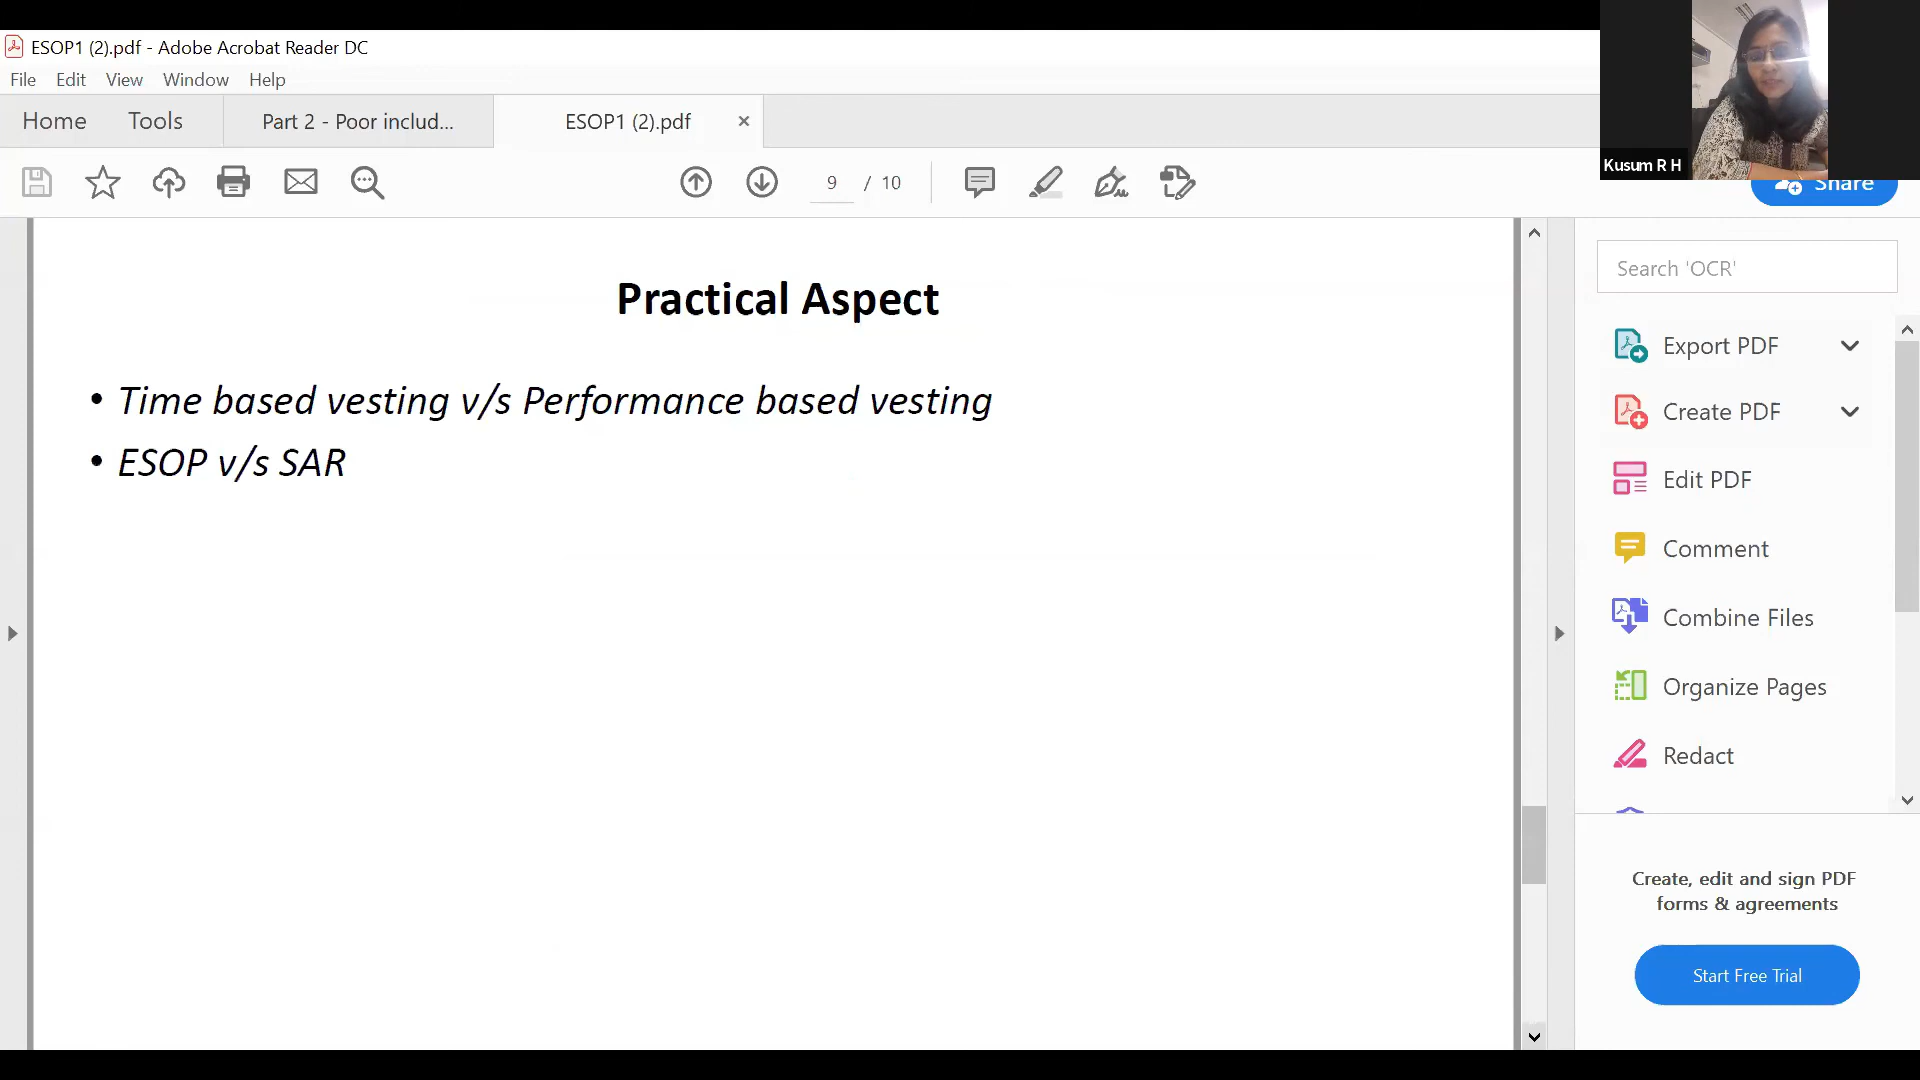 ESOP1 (2).pdf - Adobe Acrobat Reader DC
File Edit View Window Help
Home Tools Part 2 - Poor includ... ESOP1 (2).pdf ×
9 / 10
Kusum R H
Share
Practical Aspect
• Time based vesting v/s Performance based vesting
• ESOP v/s SAR
Search 'OCR'
Export PDF
Create PDF
Edit PDF
Comment
Combine Files
Organize Pages
Redact
Create, edit and sign PDF
forms & agreements
Start Free Trial